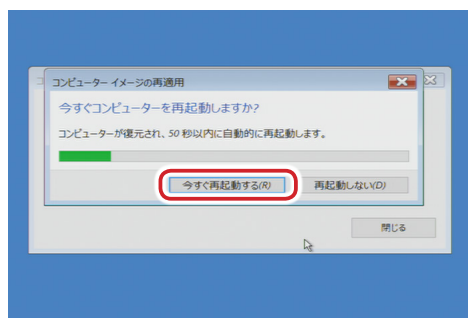 コンピューター イメージの再適用
今すぐコンピューターを再起動しますか?
コンピューターが復元され、50 秒以内に自動的に再起動します。
今すぐ再起動する(R)
再起動しない(D)
閉じる